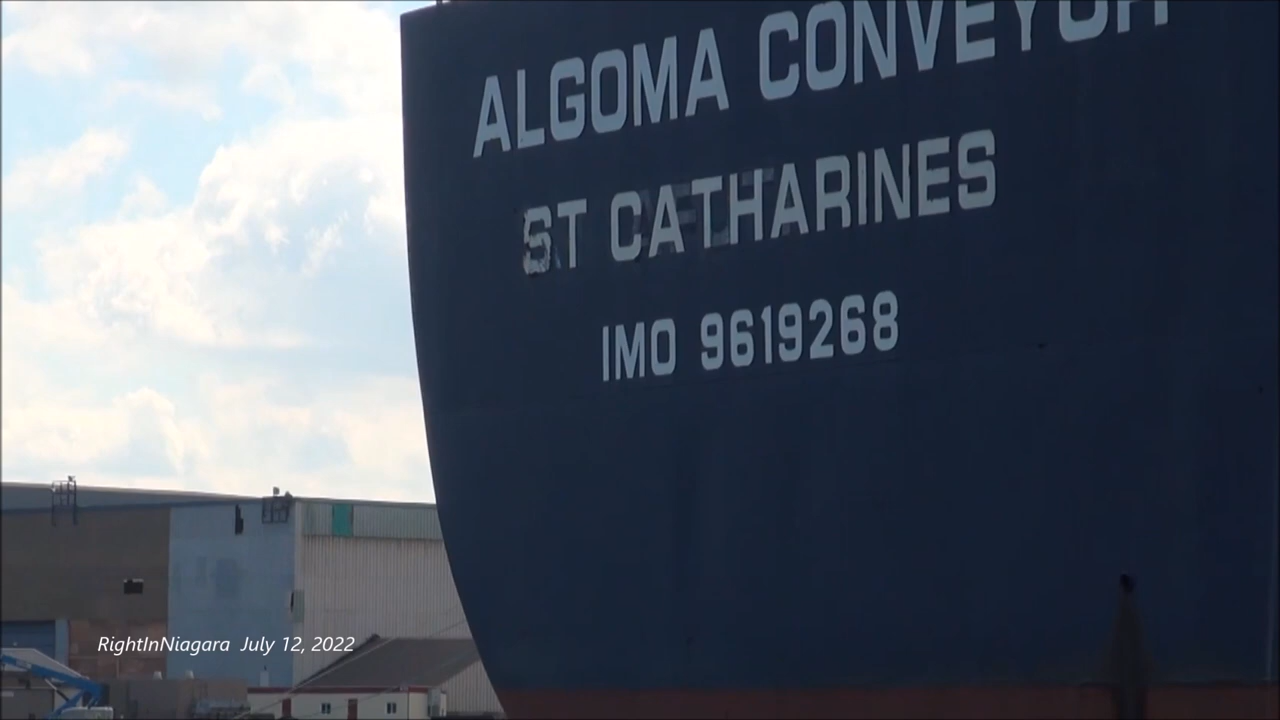 ALGOMA CONVEYOR
ST CATHARINES
IMO 9619268
RightInNiagara July 12, 2022